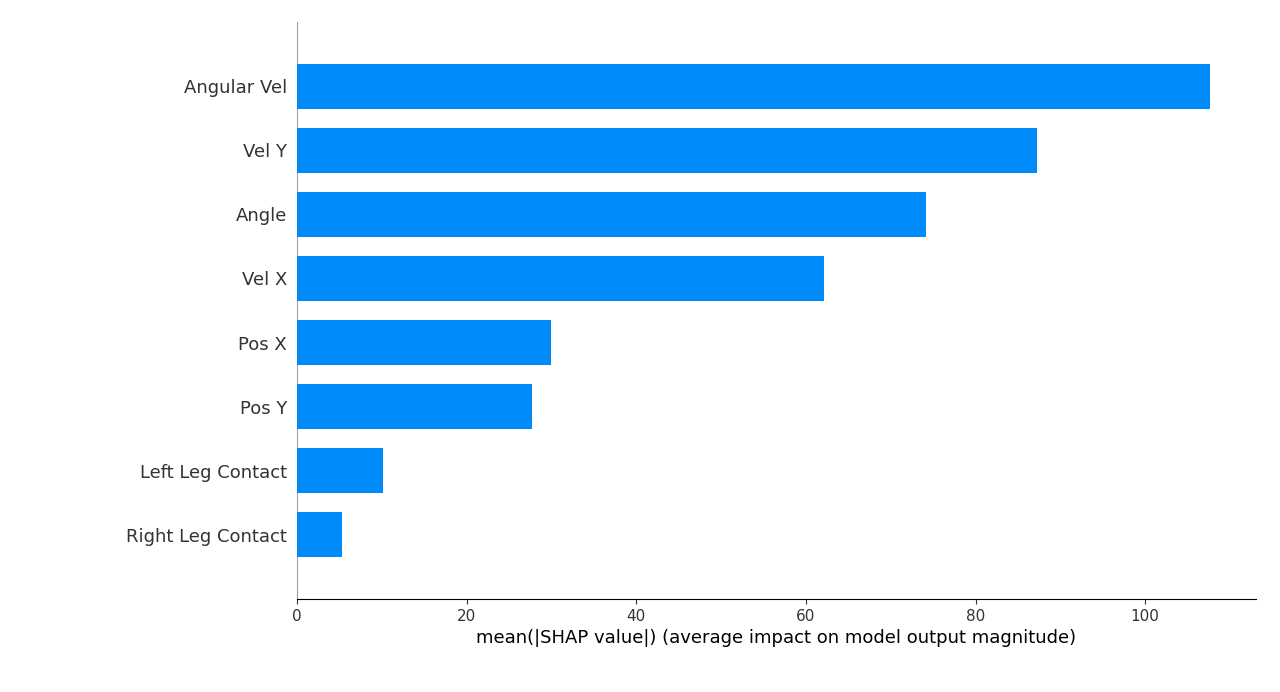 Angular Vel
Vel Y
Angle
Vel X
Pos X
Pos Y
Left Leg Contact
Right Leg Contact
0 20 40 60 80 100
mean(|SHAP value|) (average impact on model output magnitude)